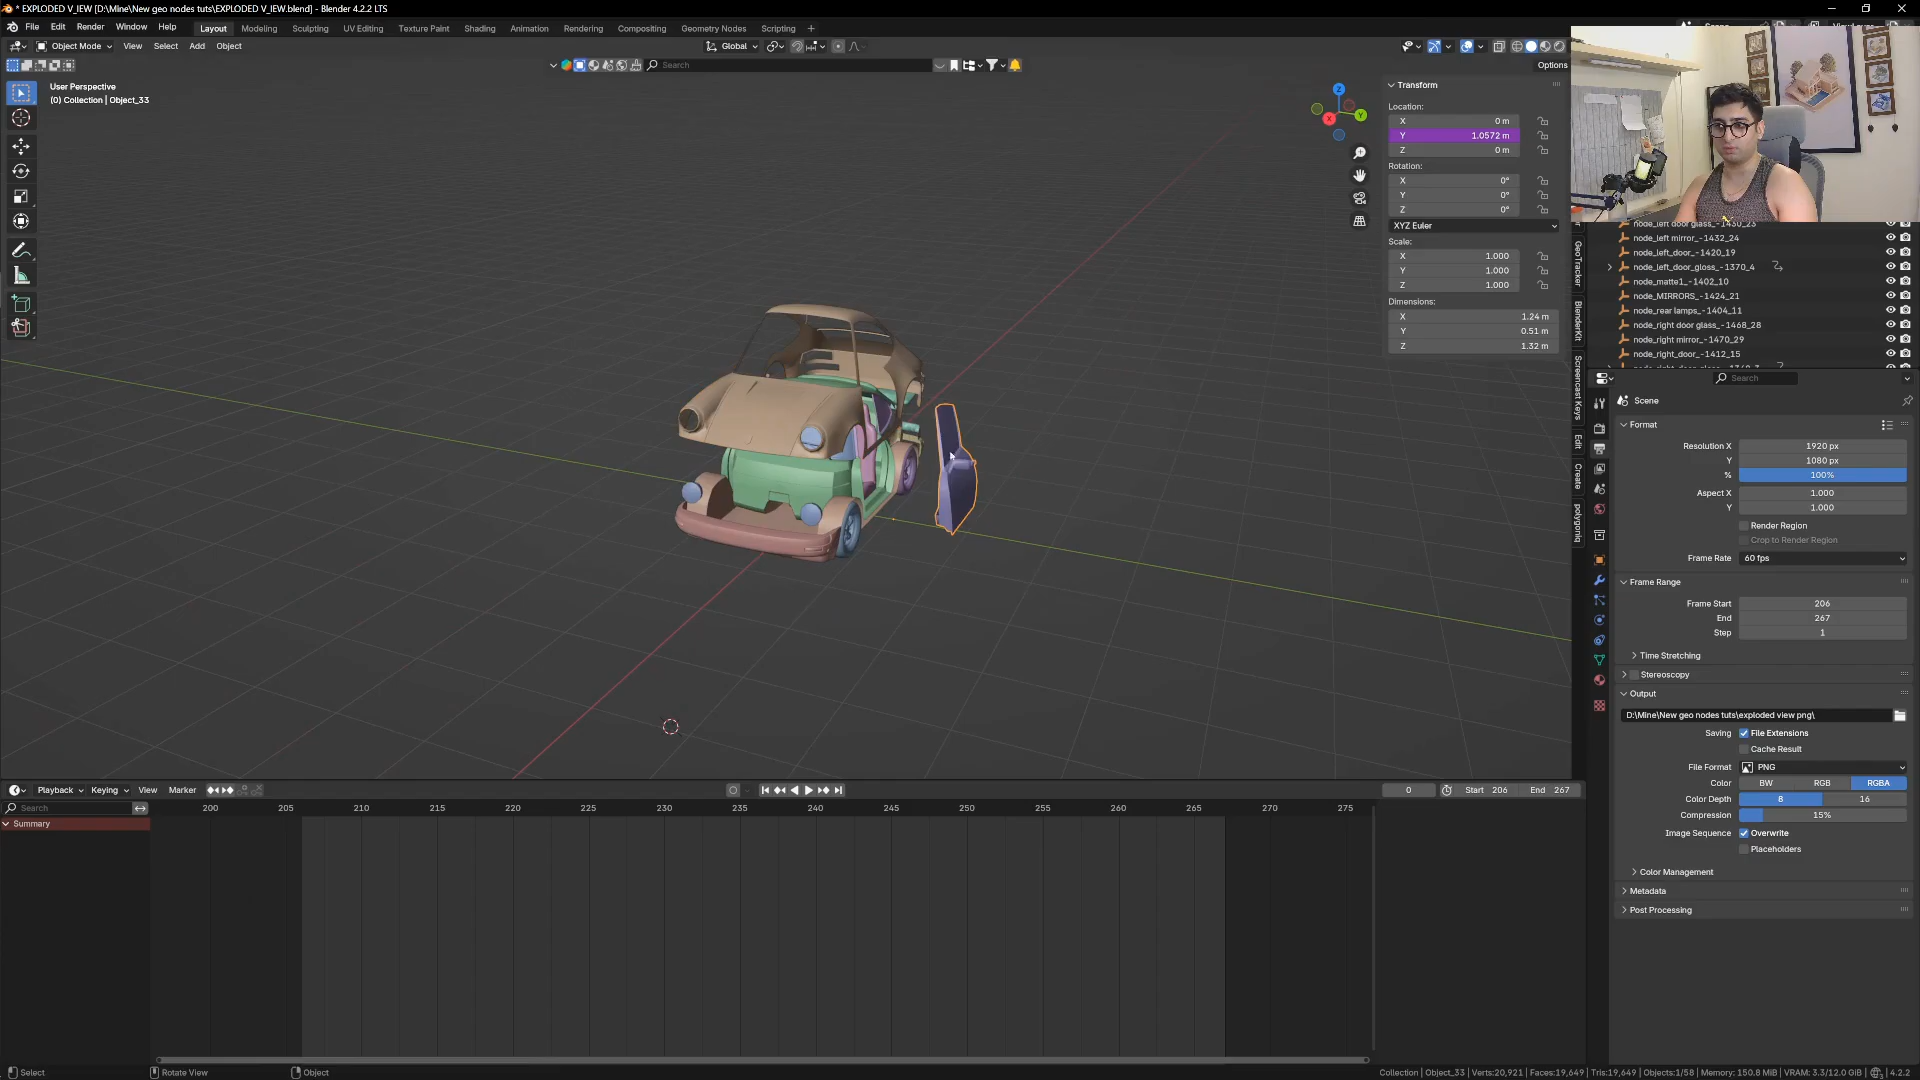 * EXPLODED V_IEW [D:\Mine\New geo nodes tuts\EXPLODED V_IEW.blend] - Blender 4.2.2 LTS
File Edit Render Window Help Layout Modeling Sculpting UV Editing Texture Paint Shading Animation Rendering Compositing Geometry Nodes Scripting +
Object Mode View Select Add Object Global
Search Options
User Perspective
(0) Collection | Object_33
Z
Y
X
Transform
Location:
X 0 m
Y 1.0572 m
Z 0 m
Rotation:
X 0°
Y 0°
Z 0°
XYZ Euler
Scale:
X 1.000
Y 1.000
Z 1.000
Dimensions:
X 1.24 m
Y 0.51 m
Z 1.32 m
GeoTracker
BlenderKit
Screencast Keys
Edit
Create
polygoniq
node_left door glass_-1430_23
node_left mirror_-1432_24
node_left_door_-1420_19
node_left_door_gloss_-1370_4
node_matte1_-1402_10
node_MIRRORS_-1424_21
node_rear lamps_-1404_11
node_right door glass_-1468_28
node_right mirror_-1470_29
node_right_door_-1412_15
Search
Scene
Format
Resolution X 1920 px
Y 1080 px
% 100%
Aspect X 1.000
Y 1.000
Render Region
Crop to Render Region
Frame Rate 60 fps
Frame Range
Frame Start 206
End 267
Step 1
Time Stretching
Stereoscopy
Output
D:\Mine\New geo nodes tuts\exploded view png\
Saving File Extensions
Cache Result
File Format PNG
Color BW RGB RGBA
Color Depth 8 16
Compression 15%
Image Sequence Overwrite
Placeholders
Color Management
Metadata
Post Processing
Playback Keying View Marker 0 Start 206 End 267
Search 200 205 210 215 220 225 230 235 240 245 250 255 260 265 270 275
Summary
Select Rotate View Object Collection | Object_33 | Verts:20,921 | Faces:19,649 | Tris:19,649 | Objects:1/58 | Memory: 150.8 MiB | VRAM: 3.3/12.0 GiB | 4.2.2